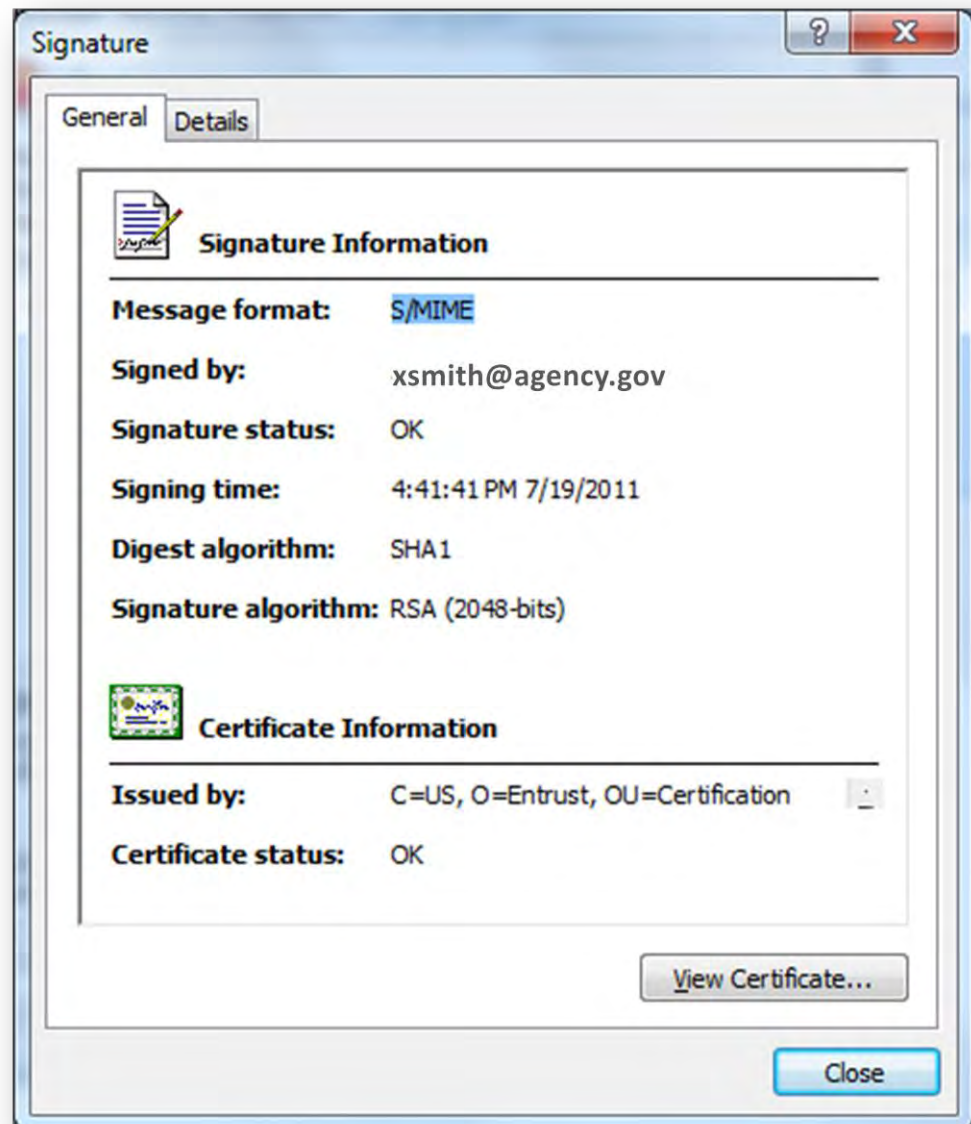 Signature
General Details
Signature Information
Message format: S/MIME
Signed by: xsmith@agency.gov
Signature status: OK
Signing time: 4:41:41 PM 7/19/2011
Digest algorithm: SHA1
Signature algorithm: RSA (2048-bits)
Certificate Information
Issued by: C=US, O=Entrust, OU=Certification
Certificate status: OK
View Certificate...
Close